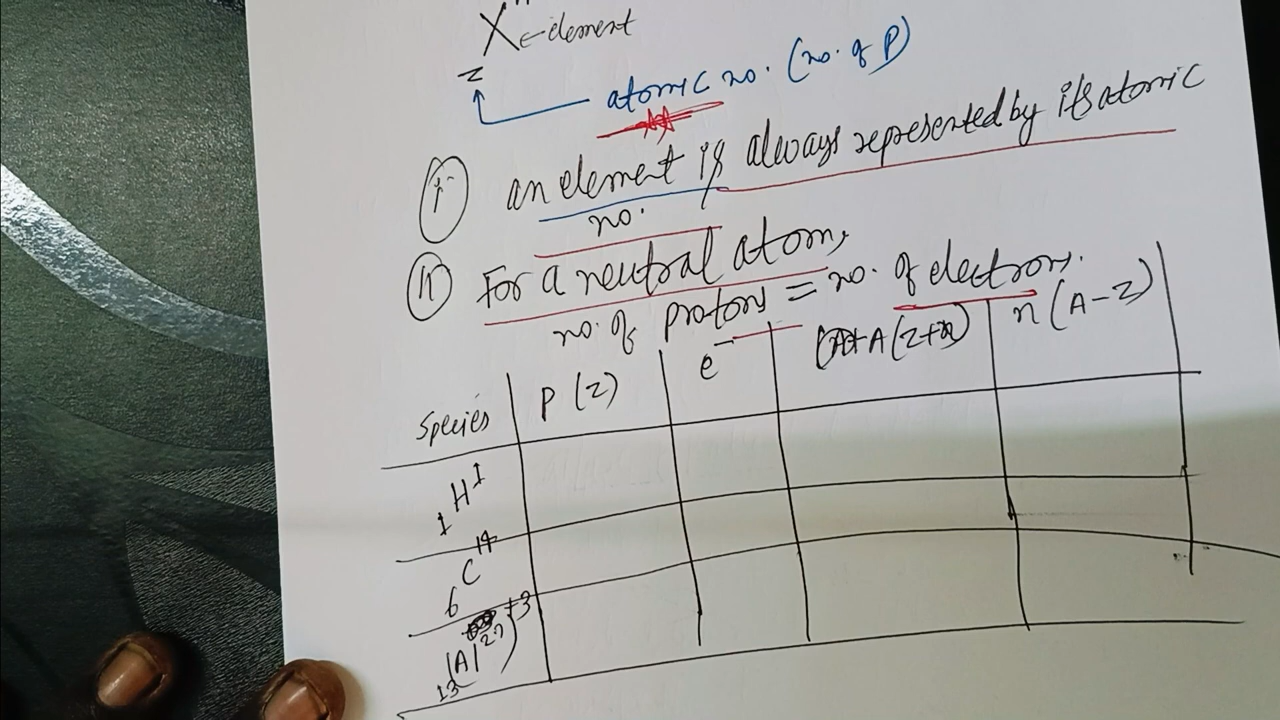 X ← element
Z
atomic no. (no. of P)
(I) an element is always represented by its atomic
no.
(II) For a neutral atom,
no. of protons = no. of electrons.
Species P (Z) e⁻ A (Z+n) n (A-Z)
₁H¹
₆C¹⁴
(₁₃Al²⁷)⁺³